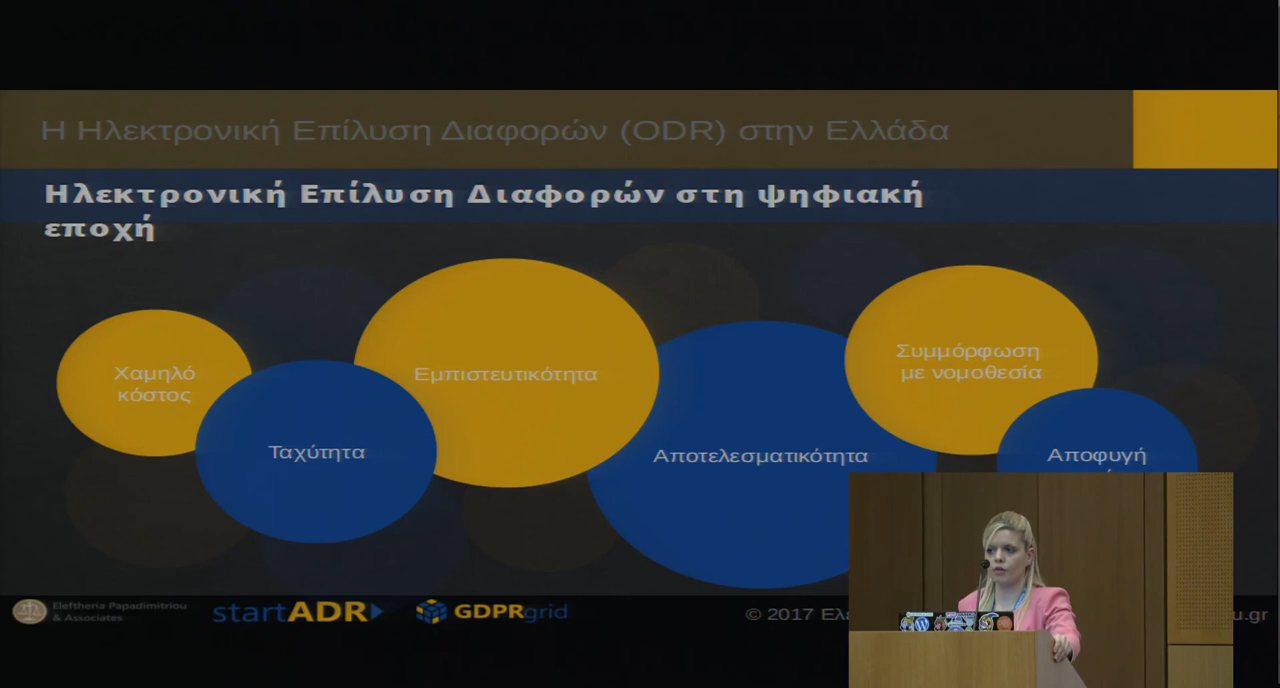 Η Ηλεκτρονική Επίλυση Διαφορών (ODR) στην Ελλάδα
Ηλεκτρονική Επίλυση Διαφορών στη ψηφιακή
εποχή
Χαμηλό
κόστος
Ταχύτητα
Εμπιστευτικότητα
Αποτελεσματικότητα
Συμμόρφωση
με νομοθεσία
Αποφυγή
Eleftheria Papadimitriou
& Associates
startADR
GDPRgrid
© 2017 Ελε
u.gr